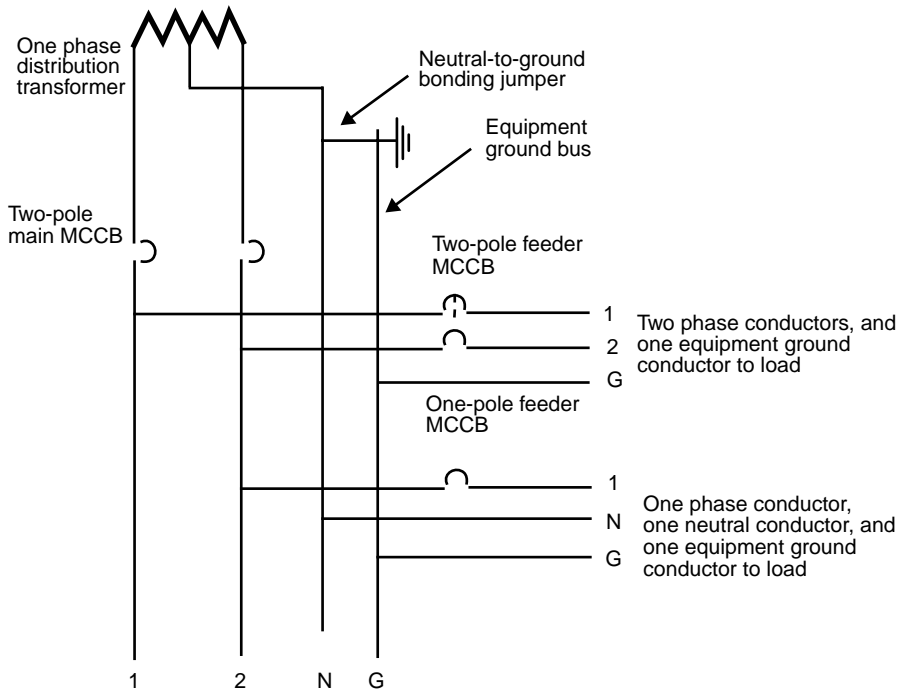 One phase
distribution
transformer
Neutral-to-ground
bonding jumper
Equipment
ground bus
Two-pole
main MCCB
Two-pole feeder
MCCB
1
2
G
Two phase conductors, and
one equipment ground
conductor to load
One-pole feeder
MCCB
1
N
G
One phase conductor,
one neutral conductor, and
one equipment ground
conductor to load
1 2 N G